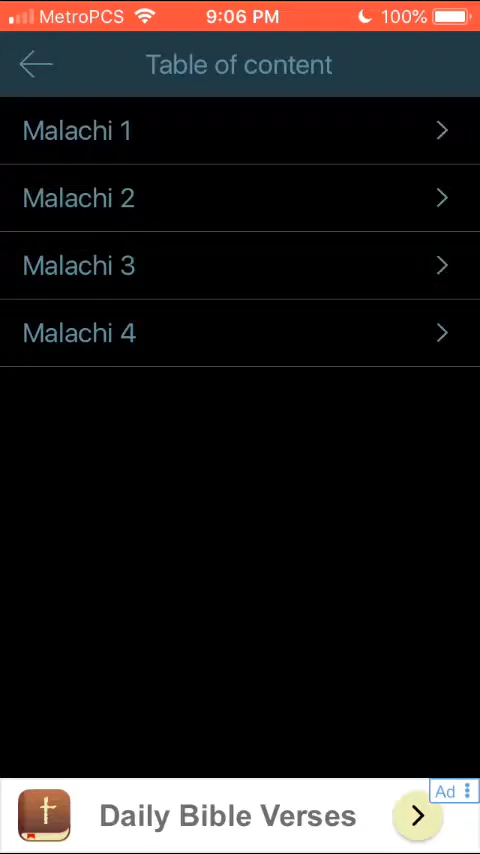 MetroPCS 9:06 PM 100%
Table of content
Malachi 1
Malachi 2
Malachi 3
Malachi 4
Ad
Daily Bible Verses